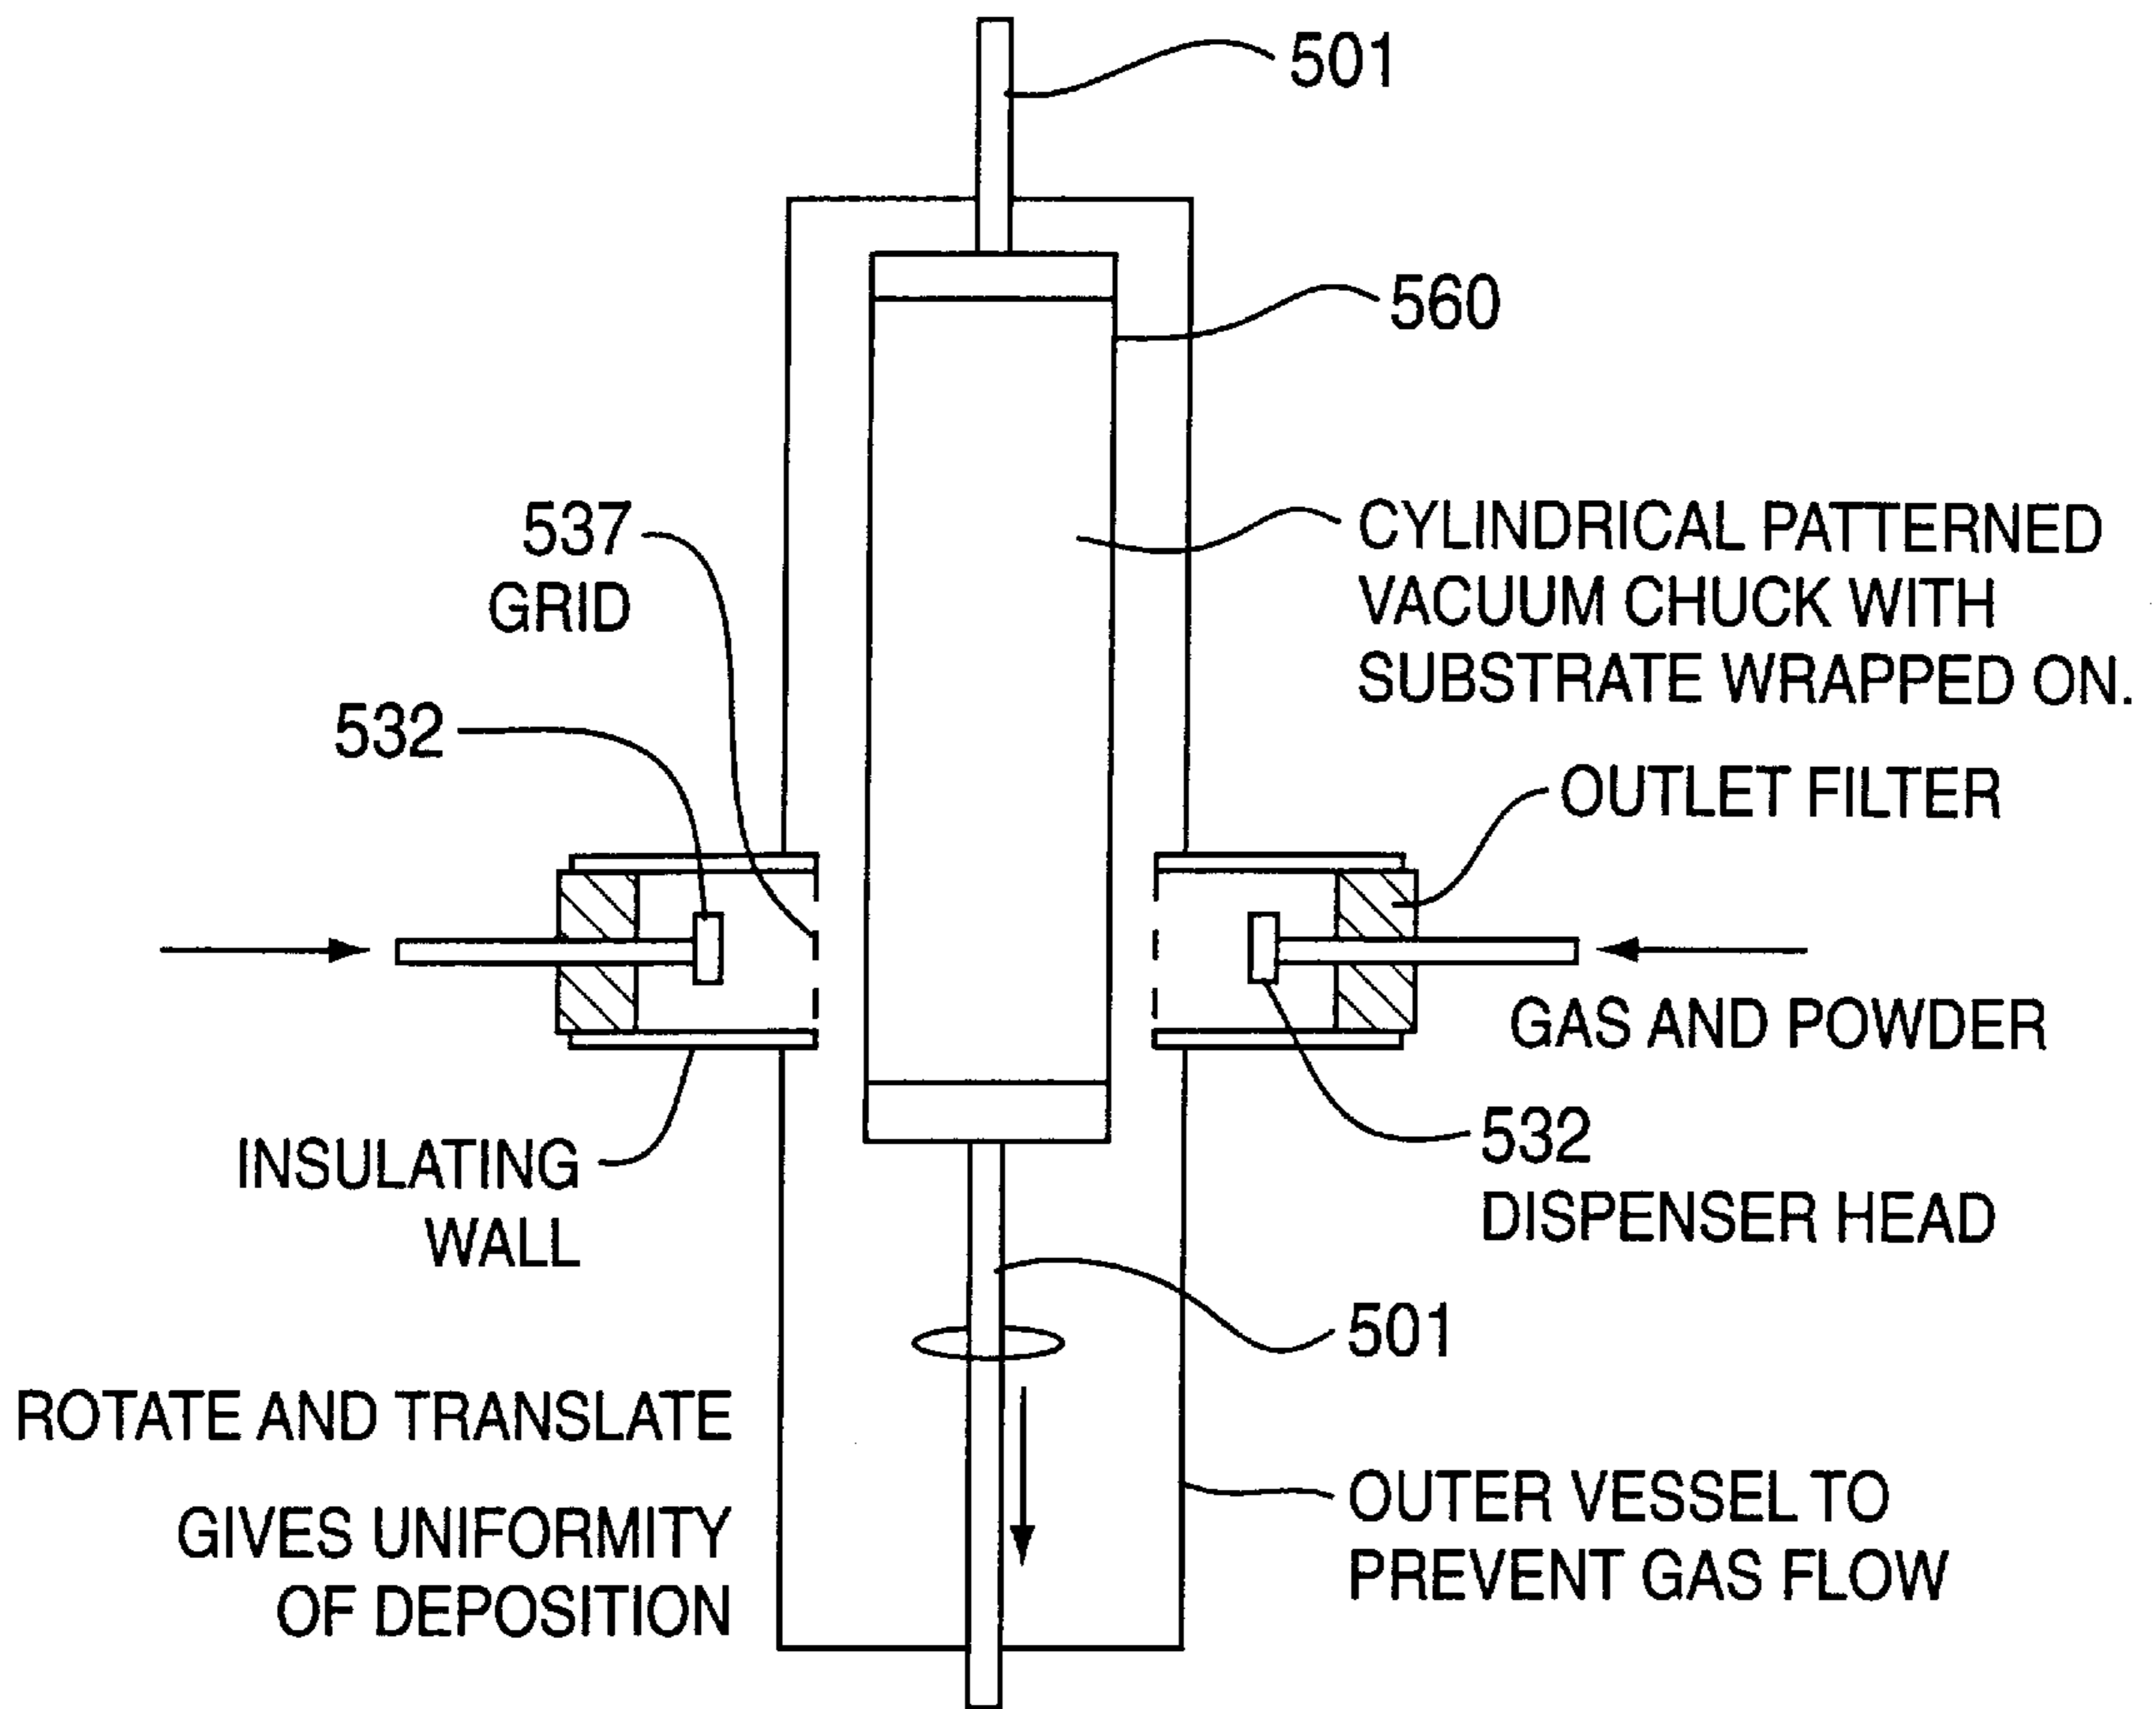 501
560
CYLINDRICAL PATTERNED
VACUUM CHUCK WITH
SUBSTRATE WRAPPED ON.
537
GRID
532
OUTLET FILTER
GAS AND POWDER
532
DISPENSER HEAD
INSULATING
WALL
501
ROTATE AND TRANSLATE
GIVES UNIFORMITY
OF DEPOSITION
OUTER VESSEL TO
PREVENT GAS FLOW